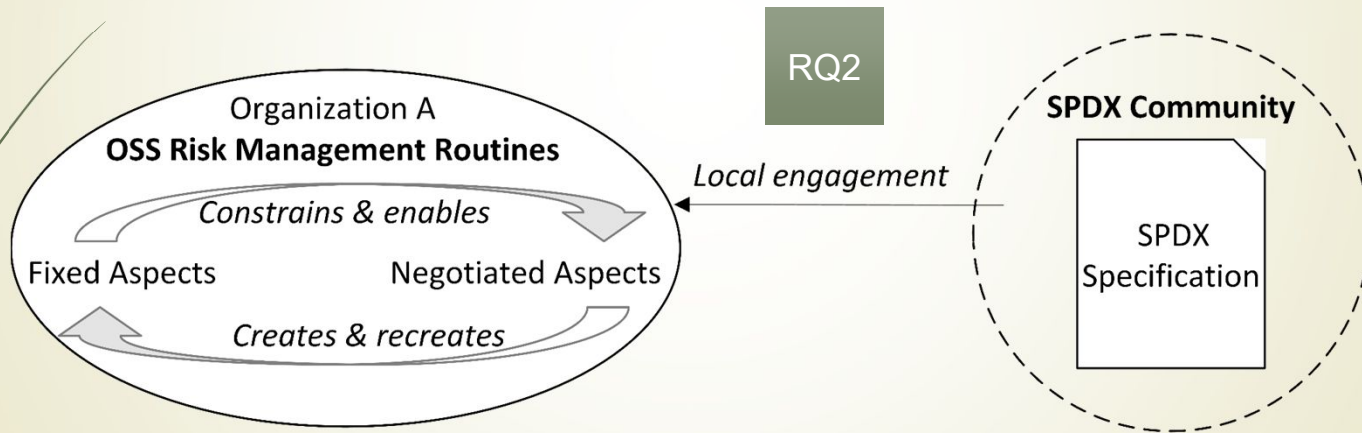 RQ2
Organization A
OSS Risk Management Routines
Constrains & enables
Fixed Aspects
Negotiated Aspects
Creates & recreates
Local engagement
SPDX Community
SPDX
Specification